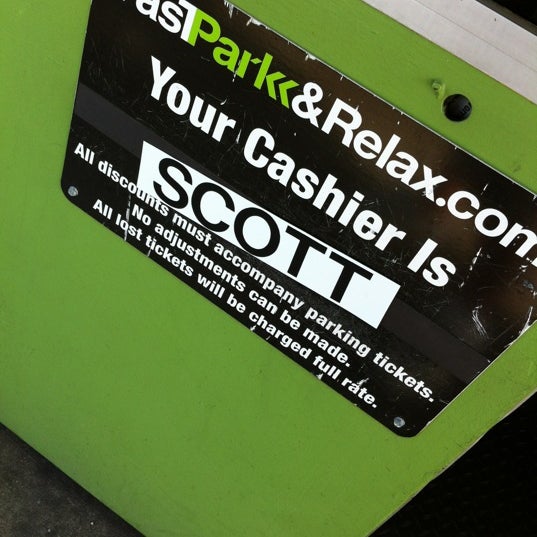 astPark&Relax.com
Your Cashier Is
SCOTT
All discounts must accompany parking tickets.
No adjustments can be made.
All lost tickets will be charged full rate.